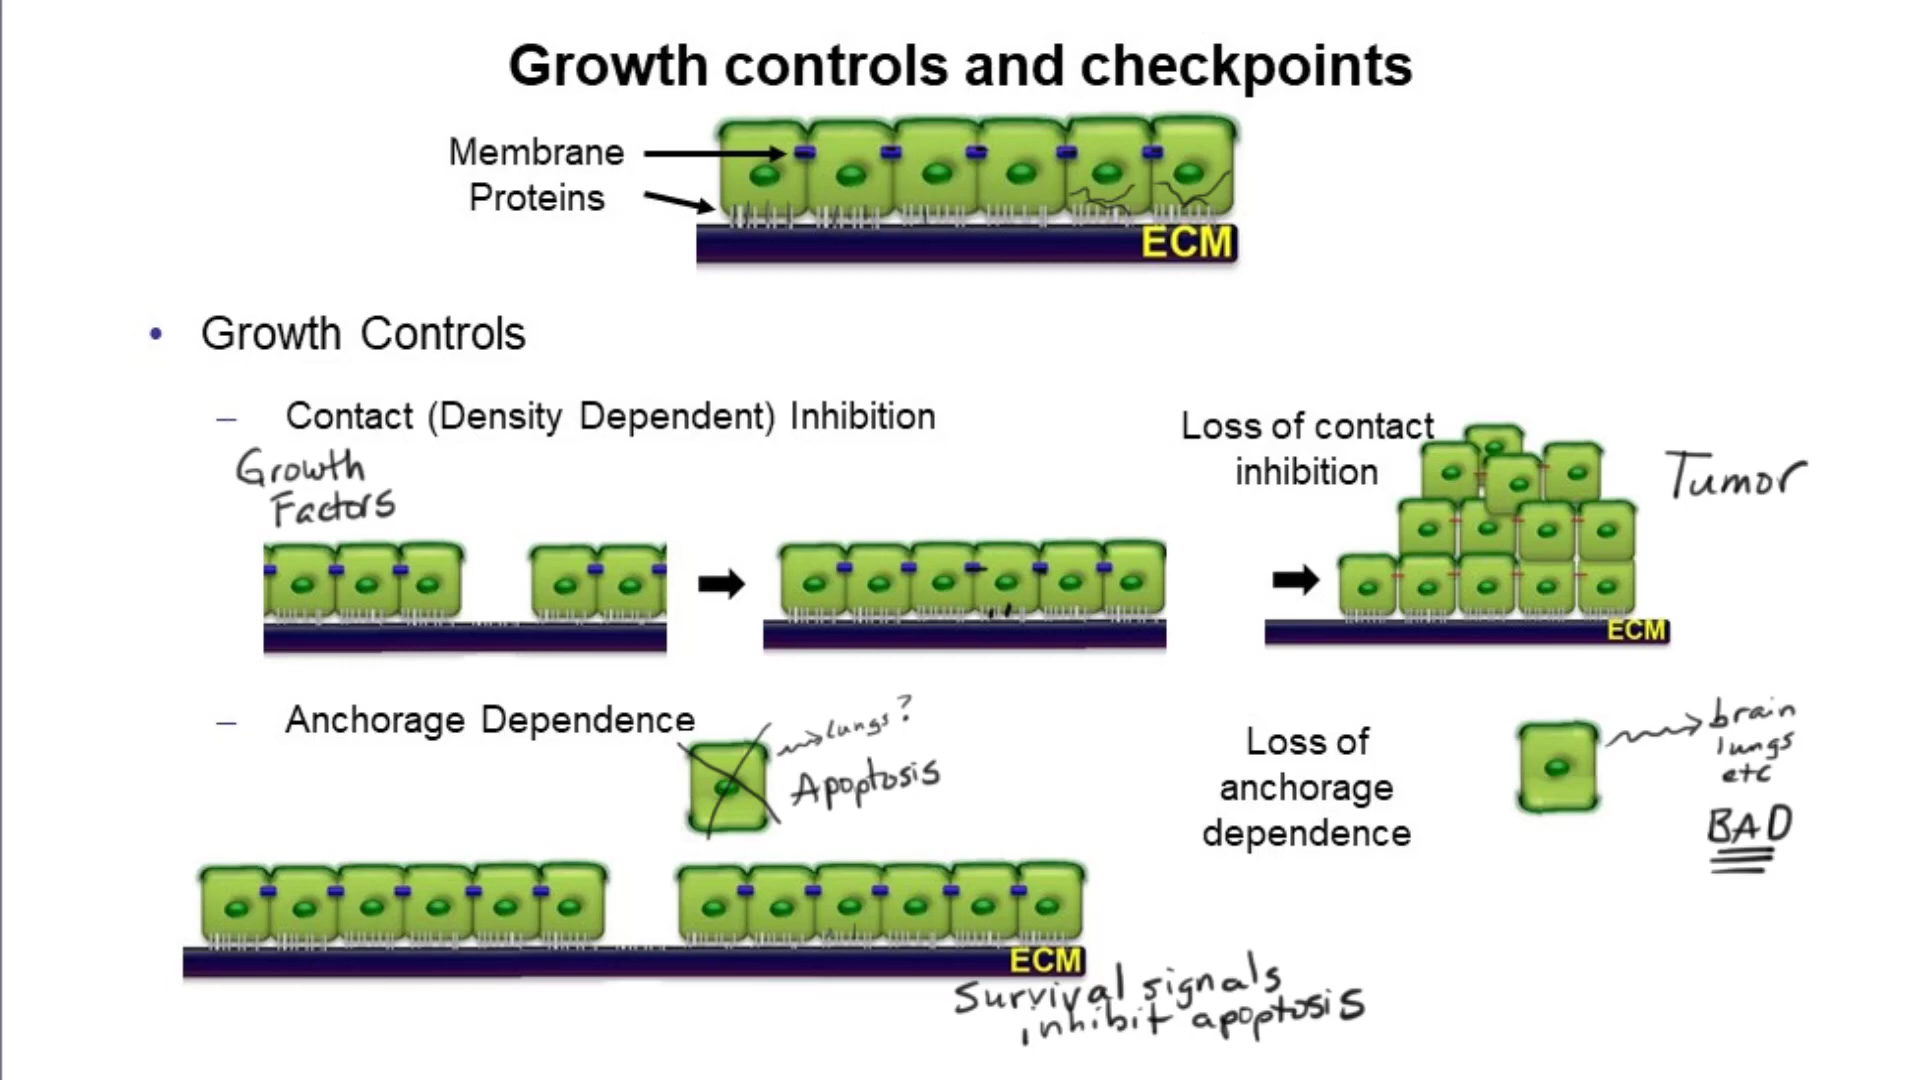 Growth controls and checkpoints
Membrane
Proteins
ECM
• Growth Controls
– Contact (Density Dependent) Inhibition
Growth
Factors
Loss of contact
inhibition
Tumor
ECM
– Anchorage Dependence
lungs?
Apoptosis
Loss of
anchorage
dependence
brain
lungs
etc
BAD
ECM
Survival signals
inhibit apoptosis